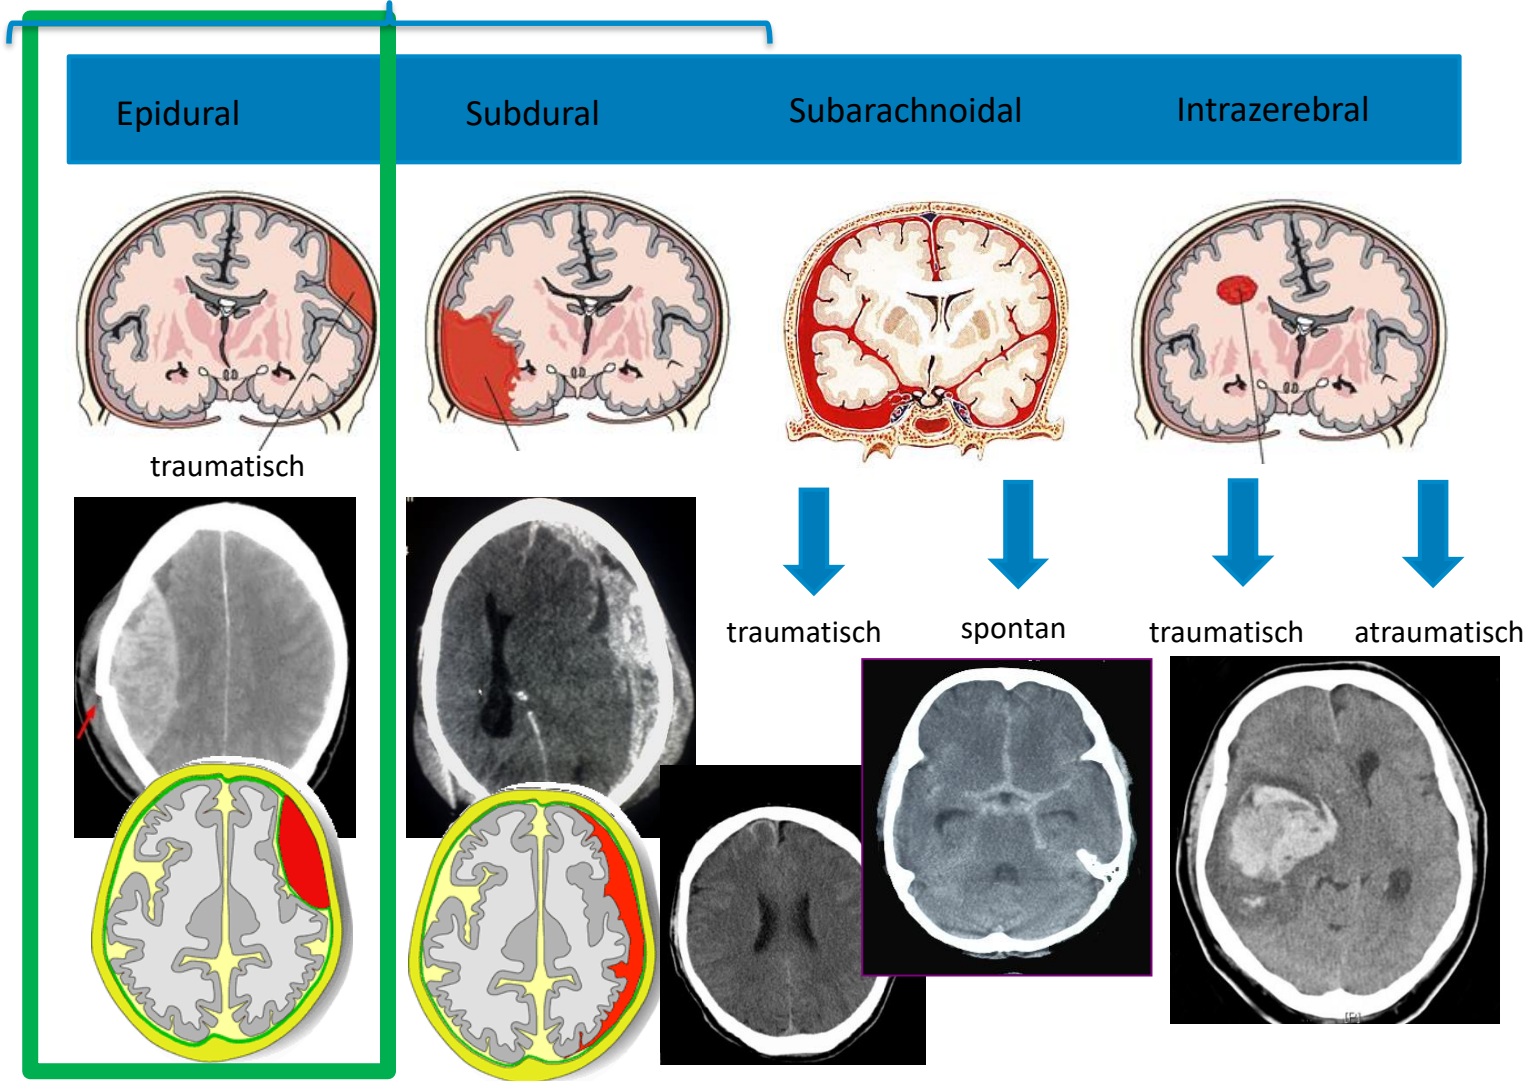 Epidural
Subdural
Subarachnoidal
Intrazerebral
traumatisch
traumatisch
spontan
traumatisch
atraumatisch